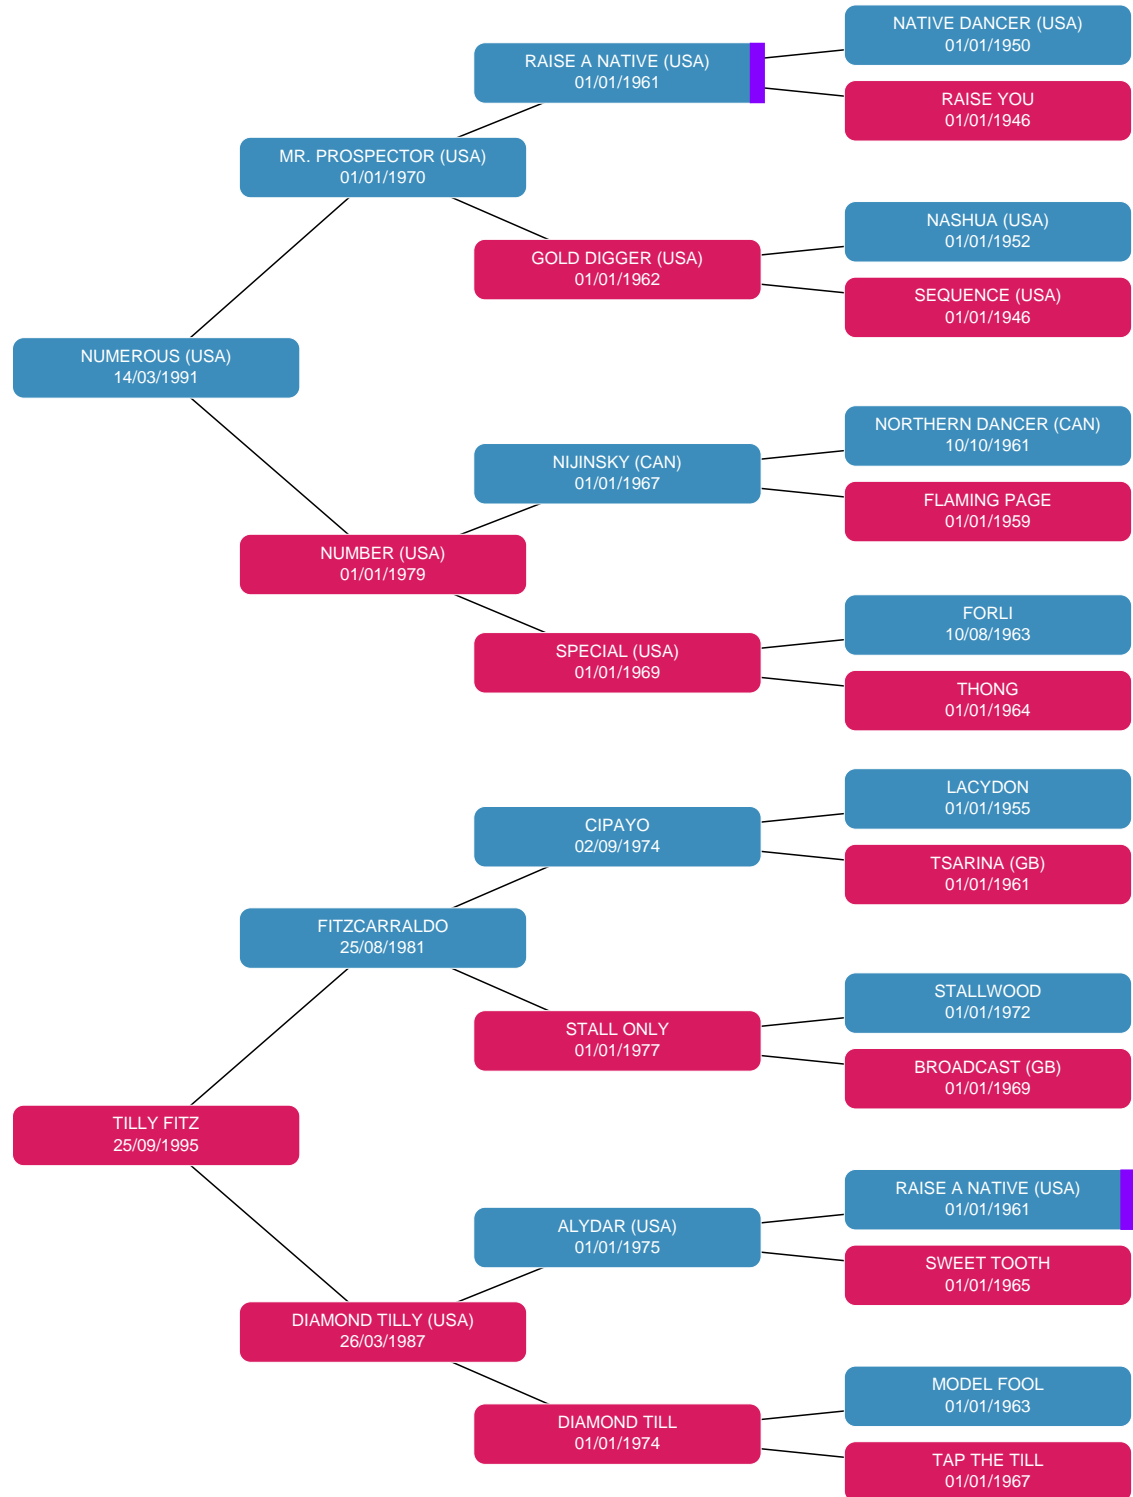 NATIVE DANCER (USA)
01/01/1950
RAISE A NATIVE (USA)
01/01/1961
RAISE YOU
01/01/1946
MR. PROSPECTOR (USA)
01/01/1970
NASHUA (USA)
01/01/1952
GOLD DIGGER (USA)
01/01/1962
SEQUENCE (USA)
01/01/1946
NUMEROUS (USA)
14/03/1991
NORTHERN DANCER (CAN)
10/10/1961
NIJINSKY (CAN)
01/01/1967
FLAMING PAGE
01/01/1959
NUMBER (USA)
01/01/1979
FORLI
10/08/1963
SPECIAL (USA)
01/01/1969
THONG
01/01/1964
LACYDON
01/01/1955
CIPAYO
02/09/1974
TSARINA (GB)
01/01/1961
FITZCARRALDO
25/08/1981
STALLWOOD
01/01/1972
STALL ONLY
01/01/1977
BROADCAST (GB)
01/01/1969
TILLY FITZ
25/09/1995
RAISE A NATIVE (USA)
01/01/1961
ALYDAR (USA)
01/01/1975
SWEET TOOTH
01/01/1965
DIAMOND TILLY (USA)
26/03/1987
MODEL FOOL
01/01/1963
DIAMOND TILL
01/01/1974
TAP THE TILL
01/01/1967